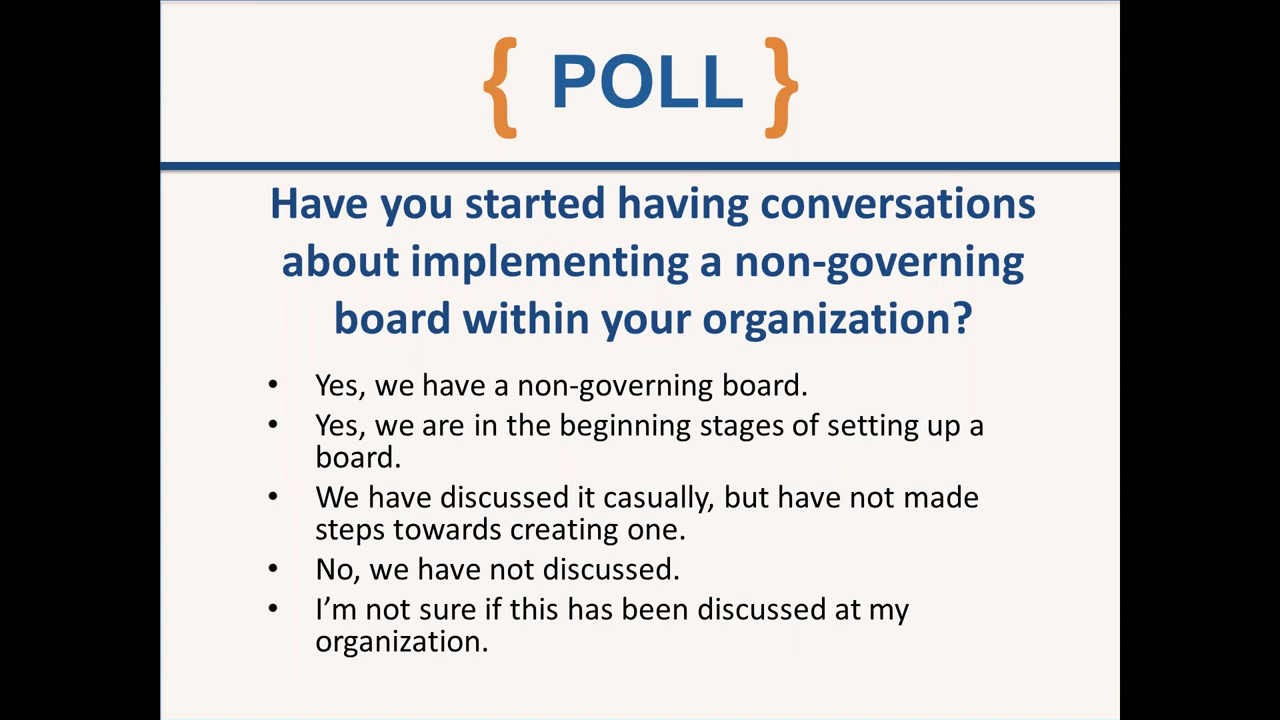 { POLL }
Have you started having conversations
about implementing a non-governing
board within your organization?
• Yes, we have a non-governing board.
• Yes, we are in the beginning stages of setting up a
board.
• We have discussed it casually, but have not made
steps towards creating one.
• No, we have not discussed.
• I’m not sure if this has been discussed at my
organization.